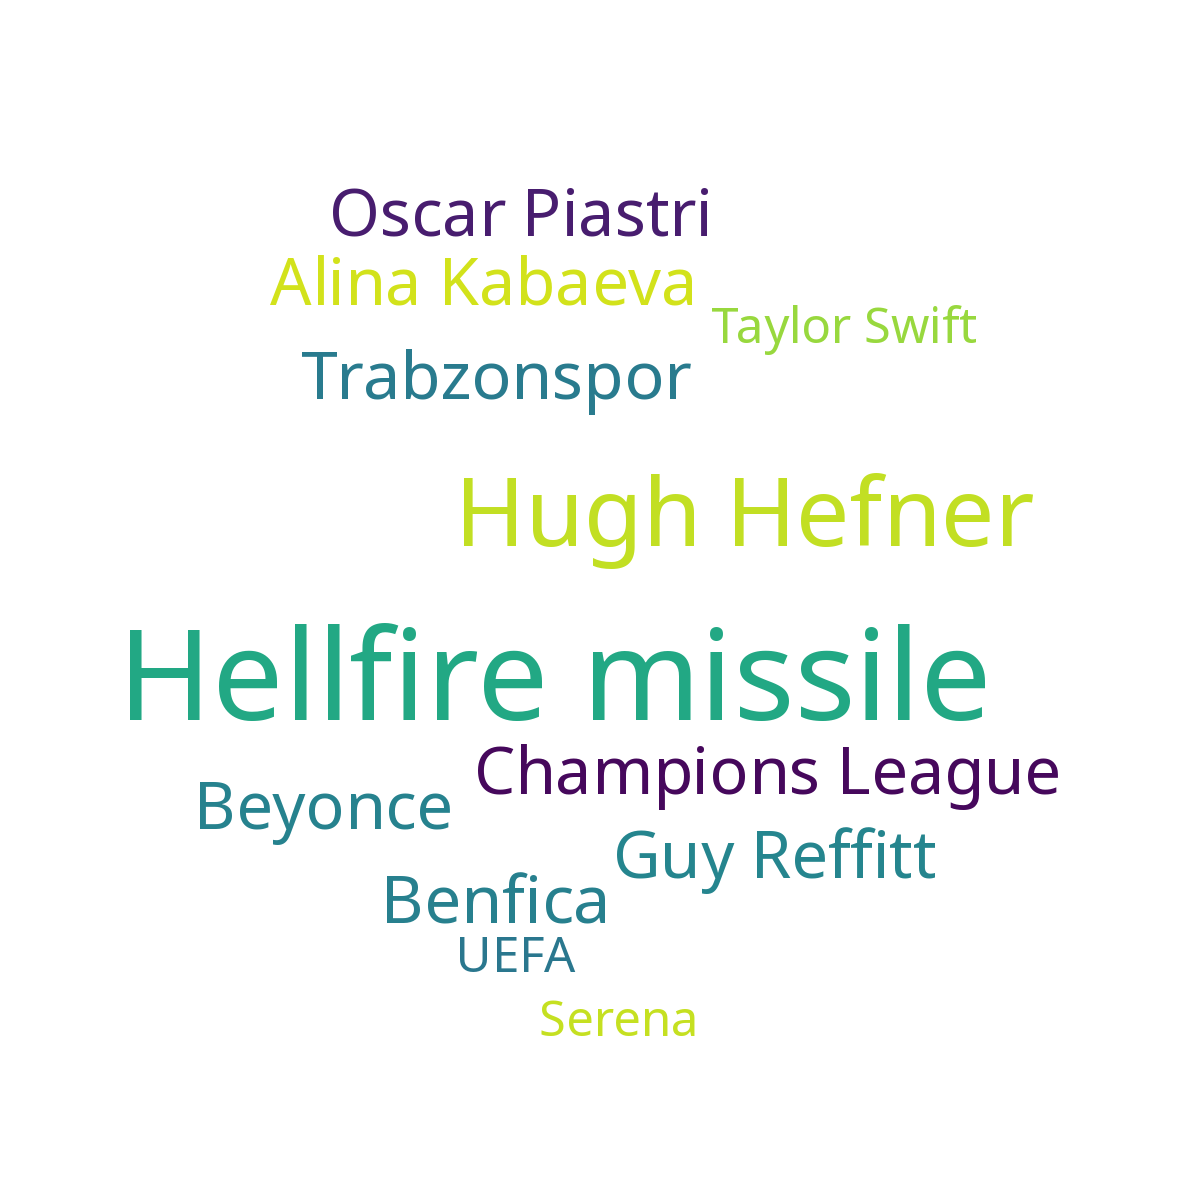 Oscar Piastri
Alina Kabaeva
Taylor Swift
Trabzonspor
Hugh Hefner
Hellfire missile
Champions League
Beyonce
Guy Reffitt
Benfica
UEFA
Serena